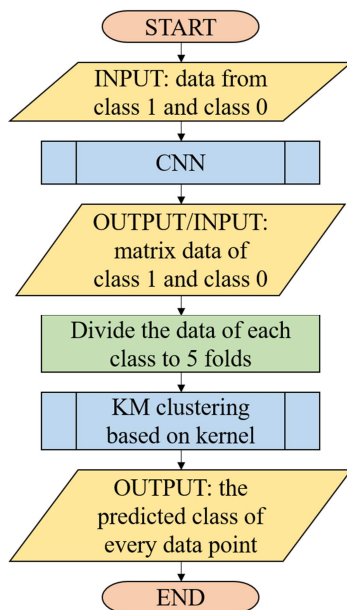 START
INPUT: data from
class 1 and class 0
CNN
OUTPUT/INPUT:
matrix data of
class 1 and class 0
Divide the data of each
class to 5 folds
KM clustering
based on kernel
OUTPUT: the
predicted class of
every data point
END